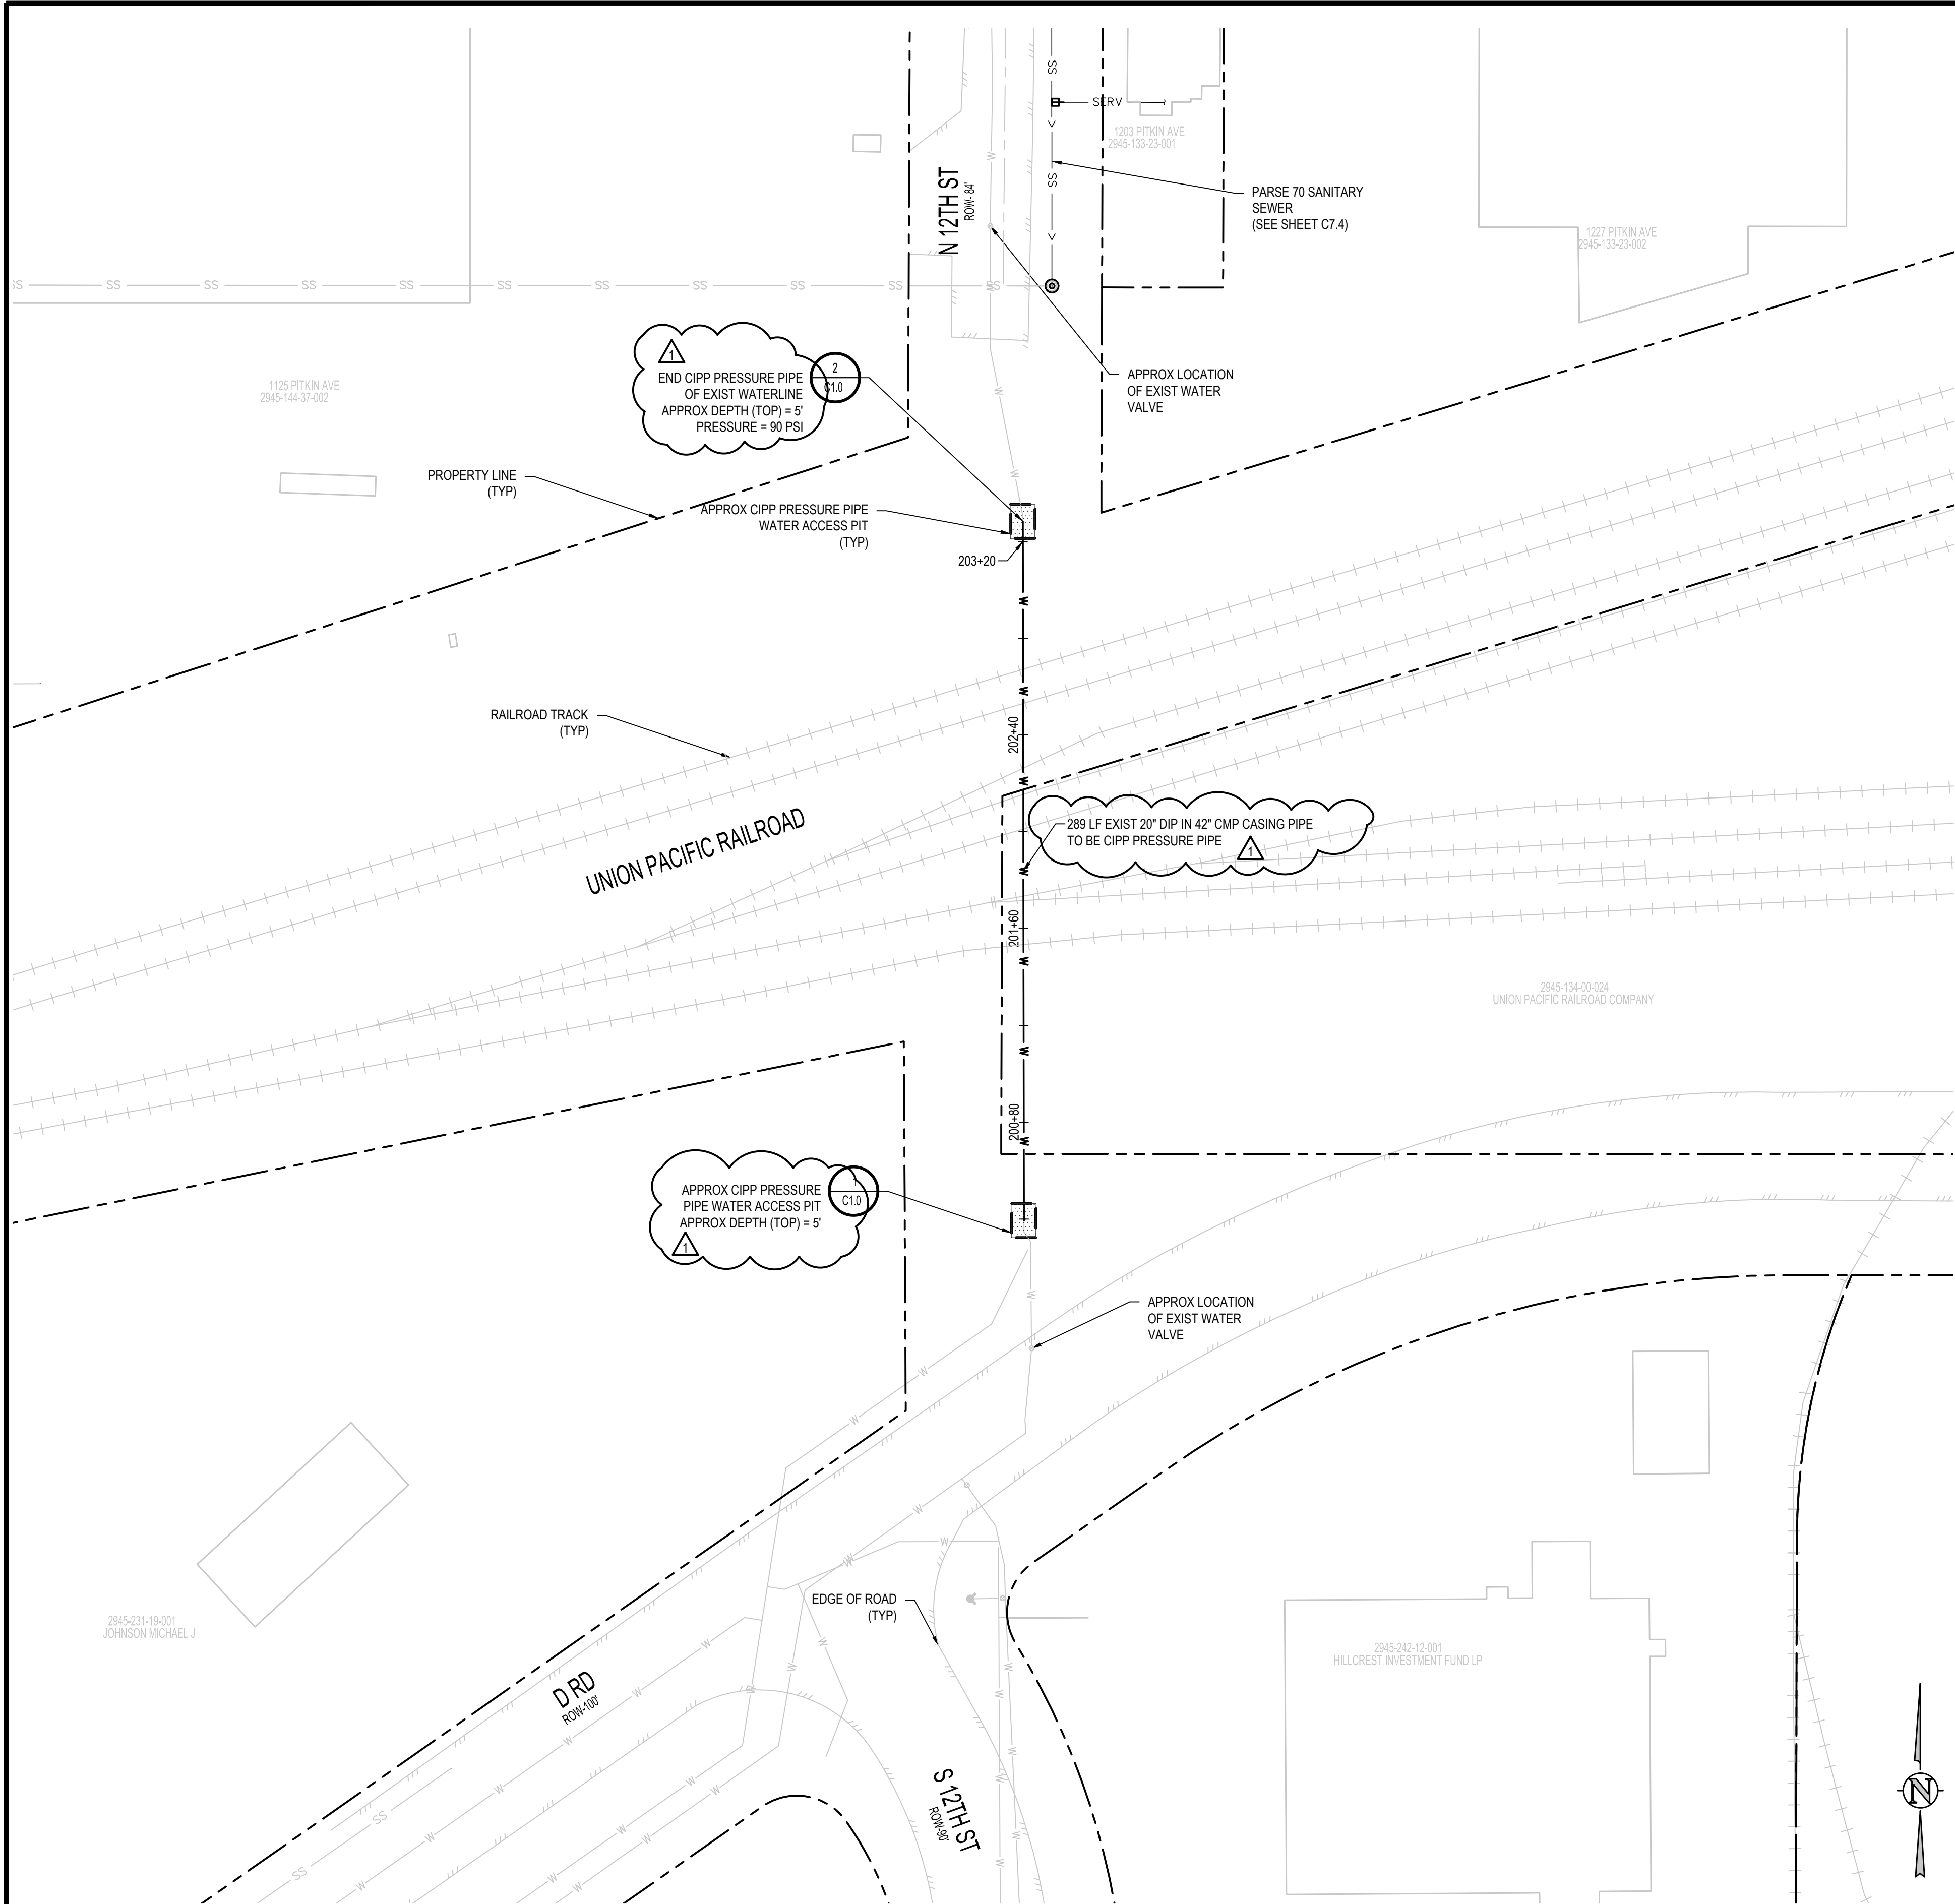 SS
SERV
1203 PITKIN AVE
2945-133-23-001
N 12TH ST
ROW- 84'
W
SS
PARSE 70 SANITARY
SEWER
(SEE SHEET C7.4)
1227 PITKIN AVE
2945-133-23-002
SS SS SS SS SS SS SS SS SS SS SS
1
END CIPP PRESSURE PIPE
OF EXIST WATERLINE
APPROX DEPTH (TOP) = 5'
PRESSURE = 90 PSI
2
C1.0
APPROX LOCATION
OF EXIST WATER
VALVE
1125 PITKIN AVE
2945-144-37-002
W
PROPERTY LINE
(TYP)
W
APPROX CIPP PRESSURE PIPE
WATER ACCESS PIT
(TYP)
203+20
W
W
RAILROAD TRACK
(TYP)
202+40
W
UNION PACIFIC RAILROAD
289 LF EXIST 20" DIP IN 42" CMP CASING PIPE
TO BE CIPP PRESSURE PIPE
1
W
201+60
W
2945-134-00-024
UNION PACIFIC RAILROAD COMPANY
W
200+80
W
APPROX CIPP PRESSURE
PIPE WATER ACCESS PIT
APPROX DEPTH (TOP) = 5'
1
1
C1.0
W
APPROX LOCATION
OF EXIST WATER
VALVE
W
W
W
W
W
EDGE OF ROAD
(TYP)
2945-231-19-001
JOHNSON MICHAEL J
2945-242-12-001
HILLCREST INVESTMENT FUND LP
W
W
W
W
D RD
ROW-100'
W
W
W
W
W
W
S 12TH ST
ROW-90'
W
W
W
SS
W
W
W
W
W
SS
W
W
N